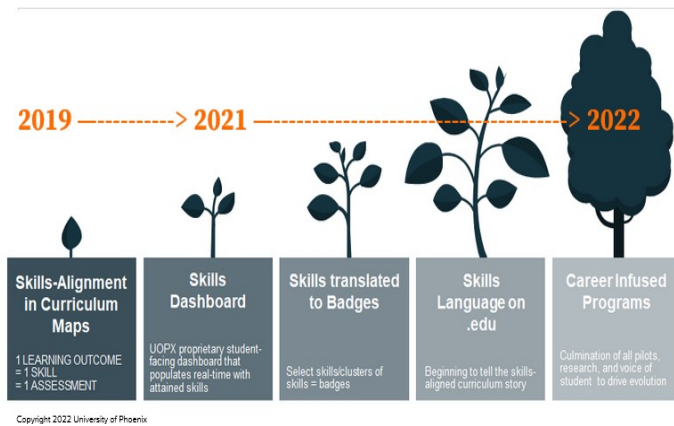 2019 ----------> 2021 ------------------------------> 2022
Skills-Alignment
in Curriculum
Maps
1 LEARNING OUTCOME
= 1 SKILL
= 1 ASSESSMENT
Skills
Dashboard
UOPX proprietary student-
facing dashboard that
populates real-time with
attained skills
Skills translated
to Badges
Select skills/clusters of
skills = badges
Skills
Language on
.edu
Beginning to tell the skills-
aligned curriculum story
Career Infused
Programs
Culmination of all pilots,
research, and voice of
student to drive evolution
Copyright 2022 University of Phoenix